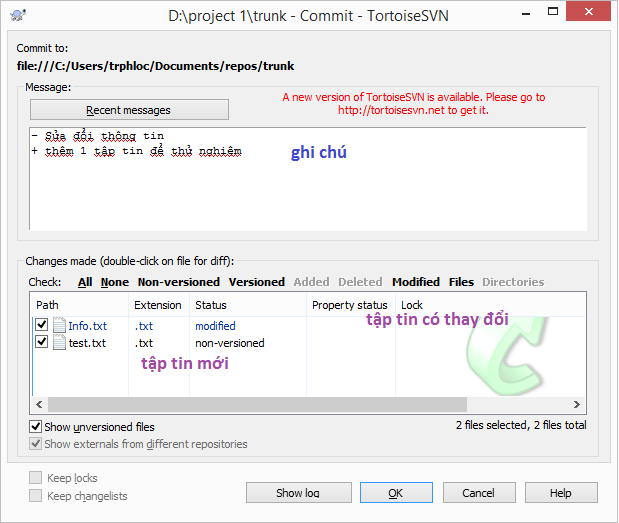 D:\project 1\trunk - Commit - TortoiseSVN
Commit to:
file:///C:/Users/trphloc/Documents/repos/trunk
Message:
Recent messages
A new version of TortoiseSVN is available. Please go to
http://tortoisesvn.net to get it.
- Sửa đổi thông tin
+ thêm 1 tập tin để thử nghiệm
ghi chú
Changes made (double-click on file for diff):
Check: All None Non-versioned Versioned Added Deleted Modified Files Directories
Path Extension Status Property status Lock
Info.txt .txt modified
tập tin có thay đổi
test.txt .txt non-versioned
tập tin mới
Show unversioned files
2 files selected, 2 files total
Show externals from different repositories
Keep locks
Keep changelists
Show log OK Cancel Help